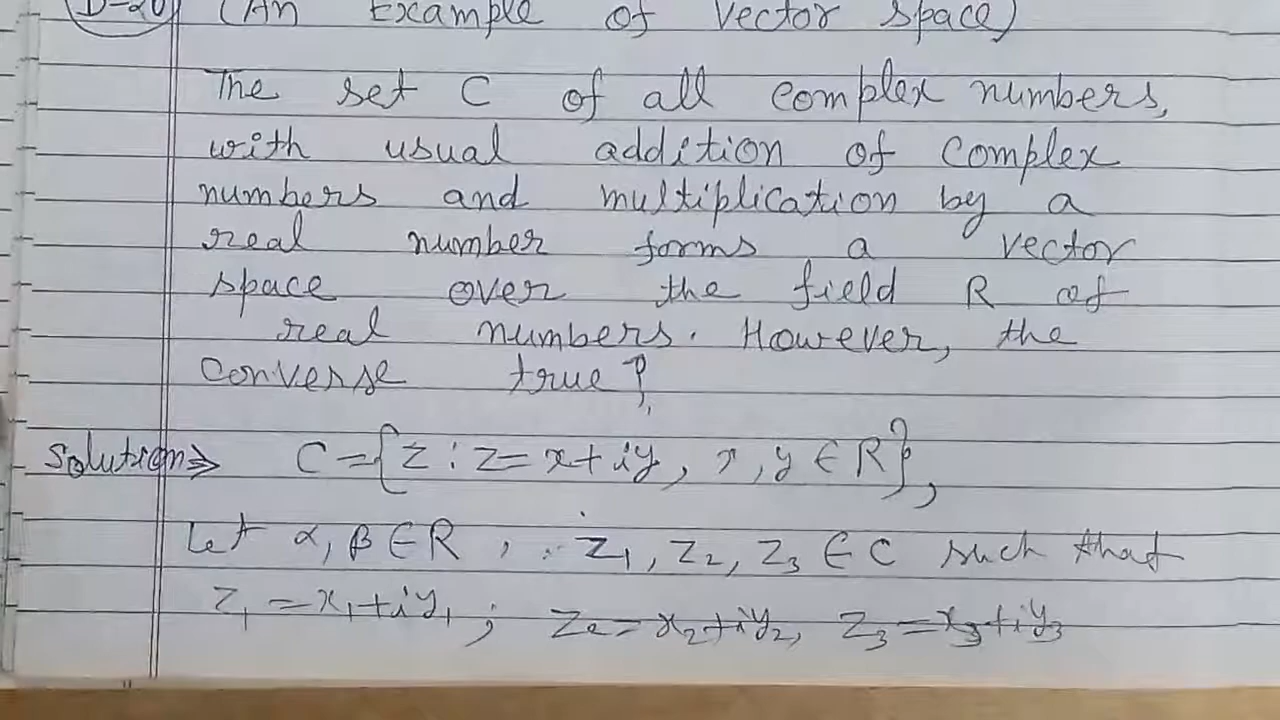 D-20 (An Example of Vector space)
The set C of all complex numbers,
with usual addition of complex
numbers and multiplication by a
real number forms a vector
space over the field R of
real numbers. However, the
converse true?
Solution⇒ C={z : z=x+iy, x,y∈R},
Let α,β∈R, z₁,z₂,z₃∈C such that
z₁=x₁+iy₁; z₂=x₂+iy₂, z₃=x₃+iy₃